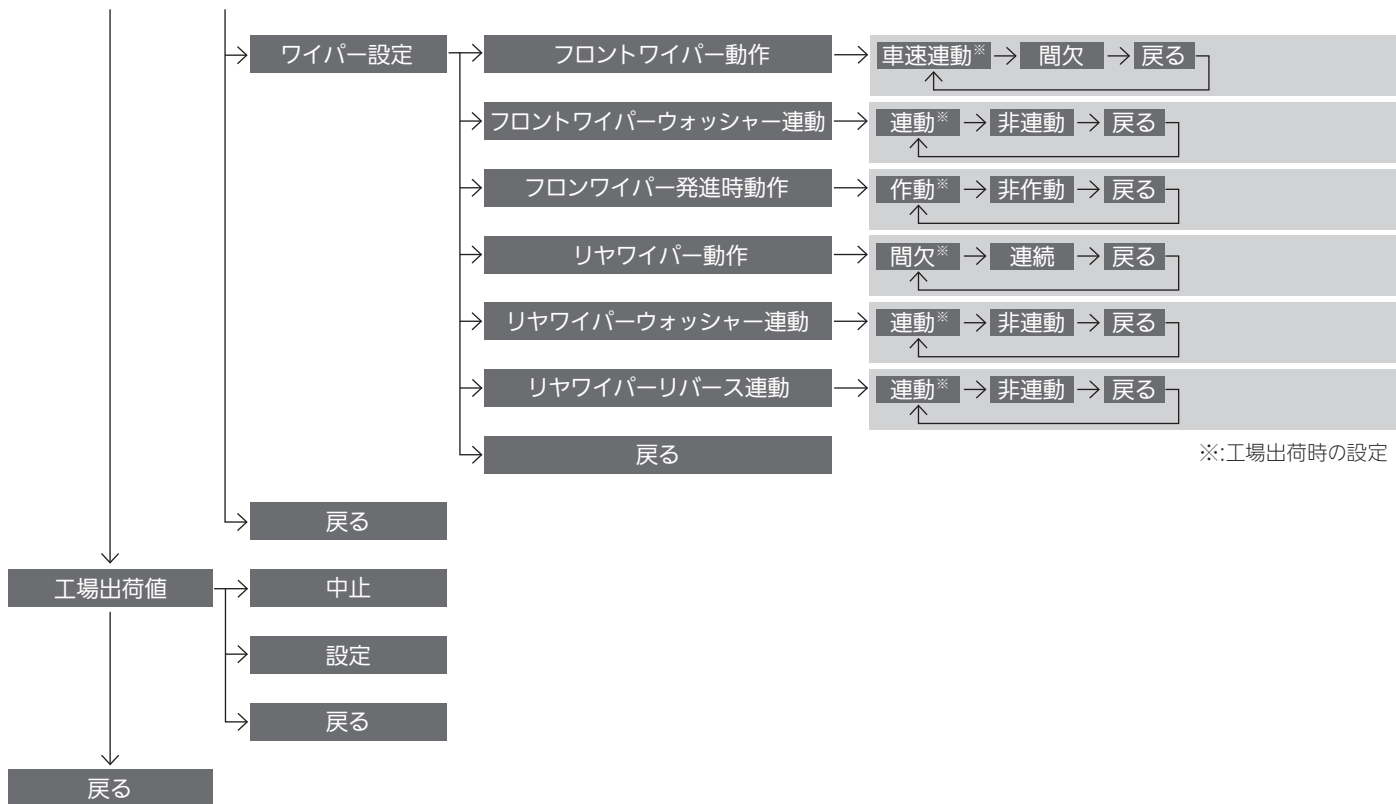 ワイパー設定
フロントワイパー動作
車速連動※
間欠
戻る
フロントワイパーウォッシャー連動
連動※
非連動
戻る
フロンワイパー発進時動作
作動※
非作動
戻る
リヤワイパー動作
間欠※
連続
戻る
リヤワイパーウォッシャー連動
連動※
非連動
戻る
リヤワイパーリバース連動
連動※
非連動
戻る
戻る
※:工場出荷時の設定
戻る
工場出荷値
中止
設定
戻る
戻る